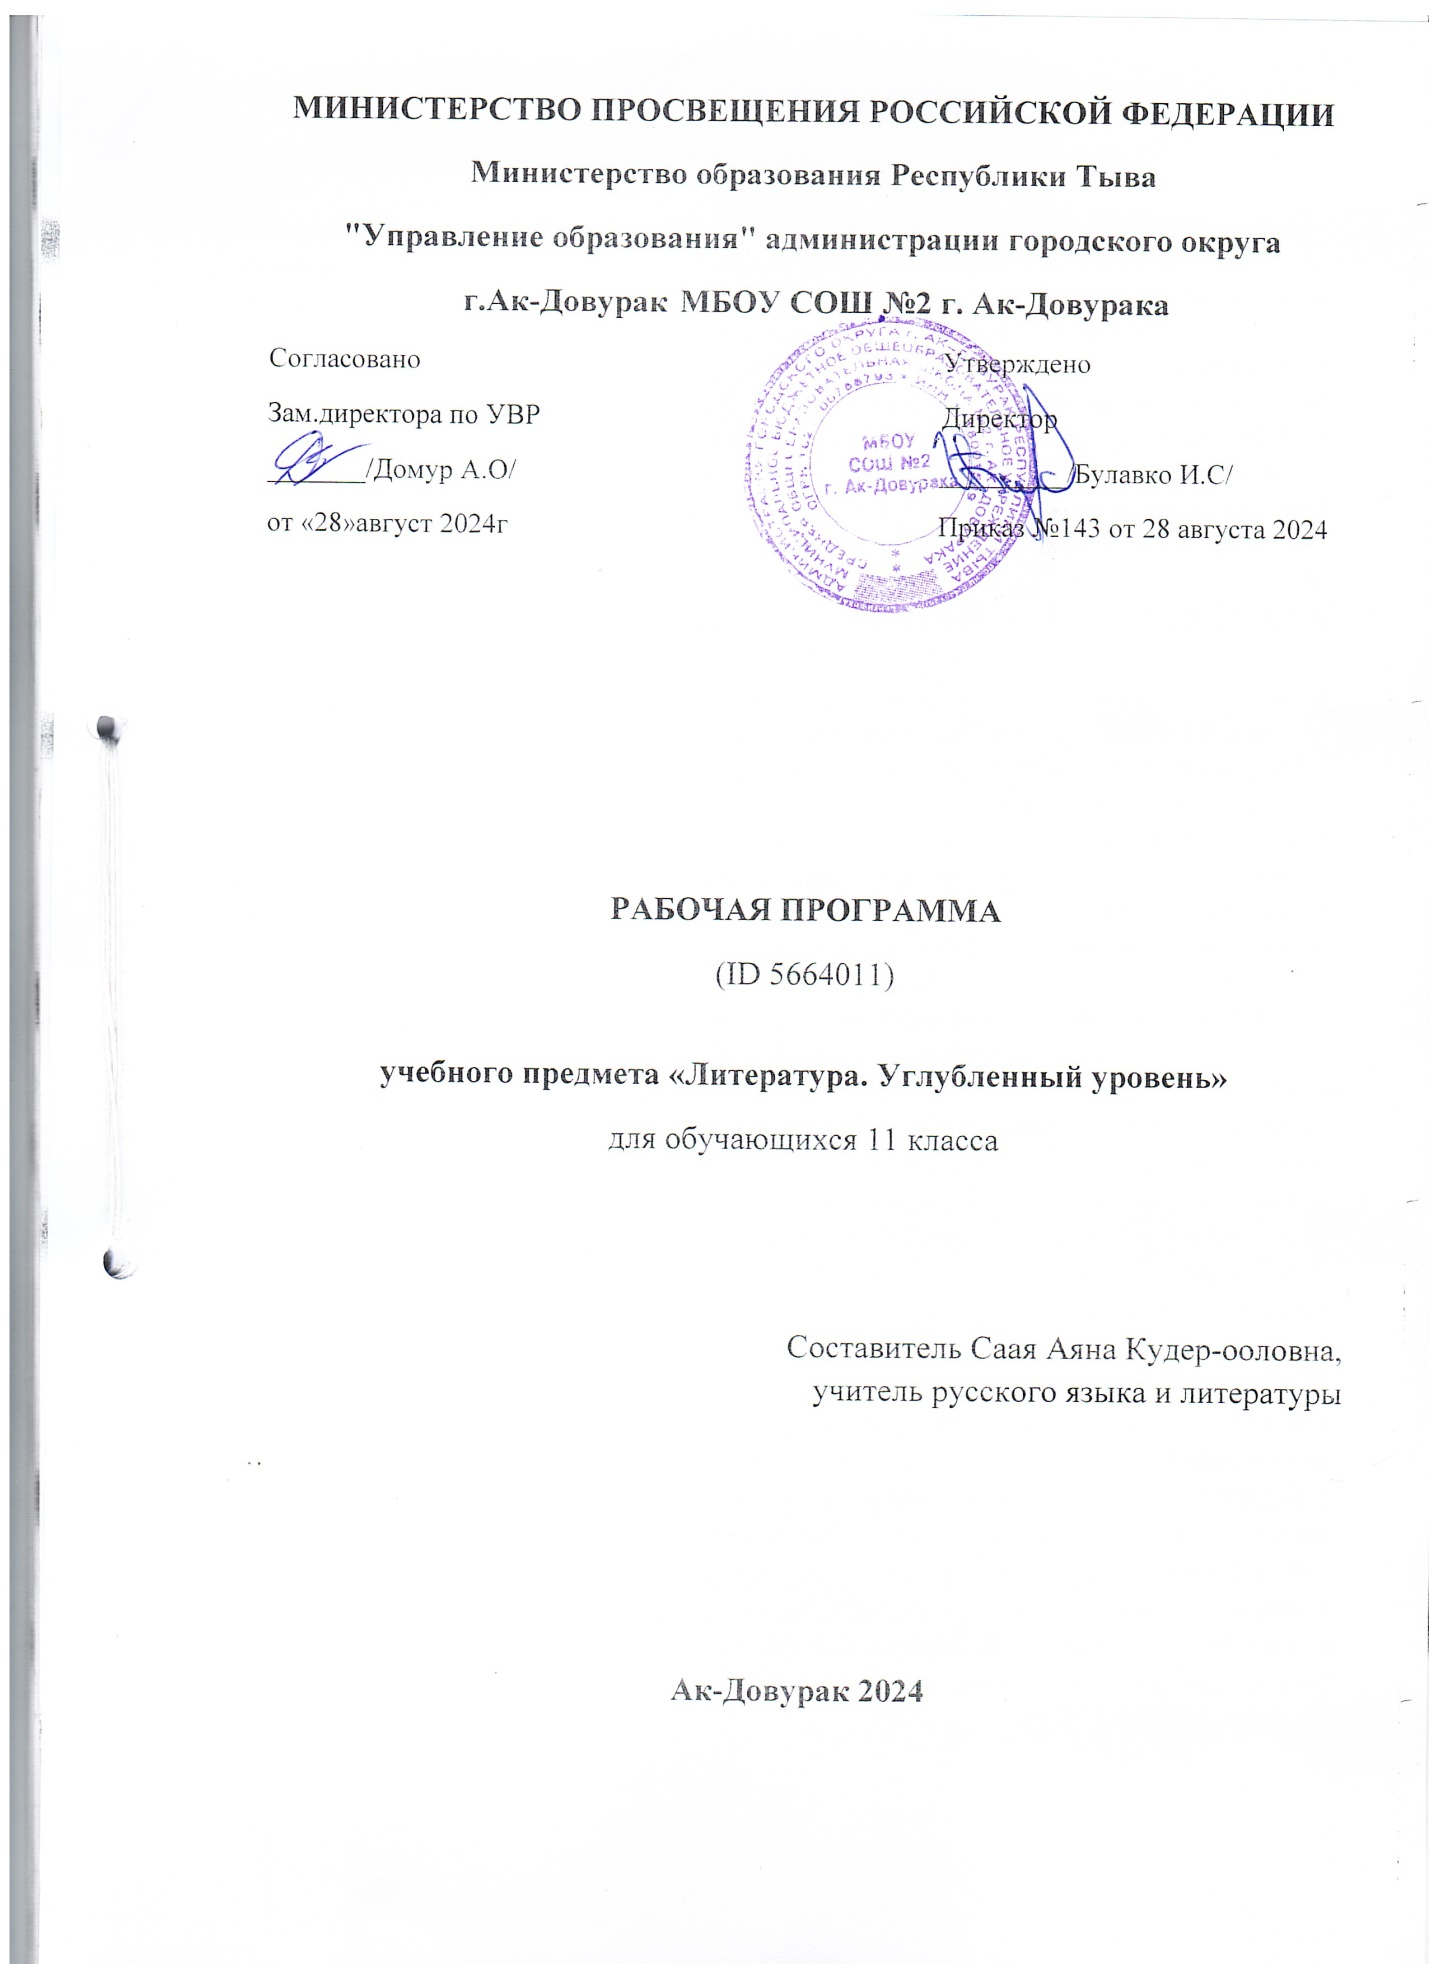 МИНИСТЕРСТВО ПРОСВЕЩЕНИЯ РОССИЙСКОЙ ФЕДЕРАЦИИ
Министерство образования Республики Тыва
"Управление образования" администрации городского округа
г.Ак-Довурак МБОУ СОШ №2 г. Ак-Довурака
Согласовано
Утверждено
Зам.директора по УВР
Директор
/Домур А.О/
/Булавко И.С/
от «28»август 2024г
Приказ №143 от 28 августа 2024
МБОУ
СОШ №2
г. Ак-Довурака
РАБОЧАЯ ПРОГРАММА
(ID 5664011)
учебного предмета «Литература. Углубленный уровень»
для обучающихся 11 класса
Составитель Саая Аяна Кудер-ооловна,
учитель русского языка и литературы
Ак-Довурак 2024